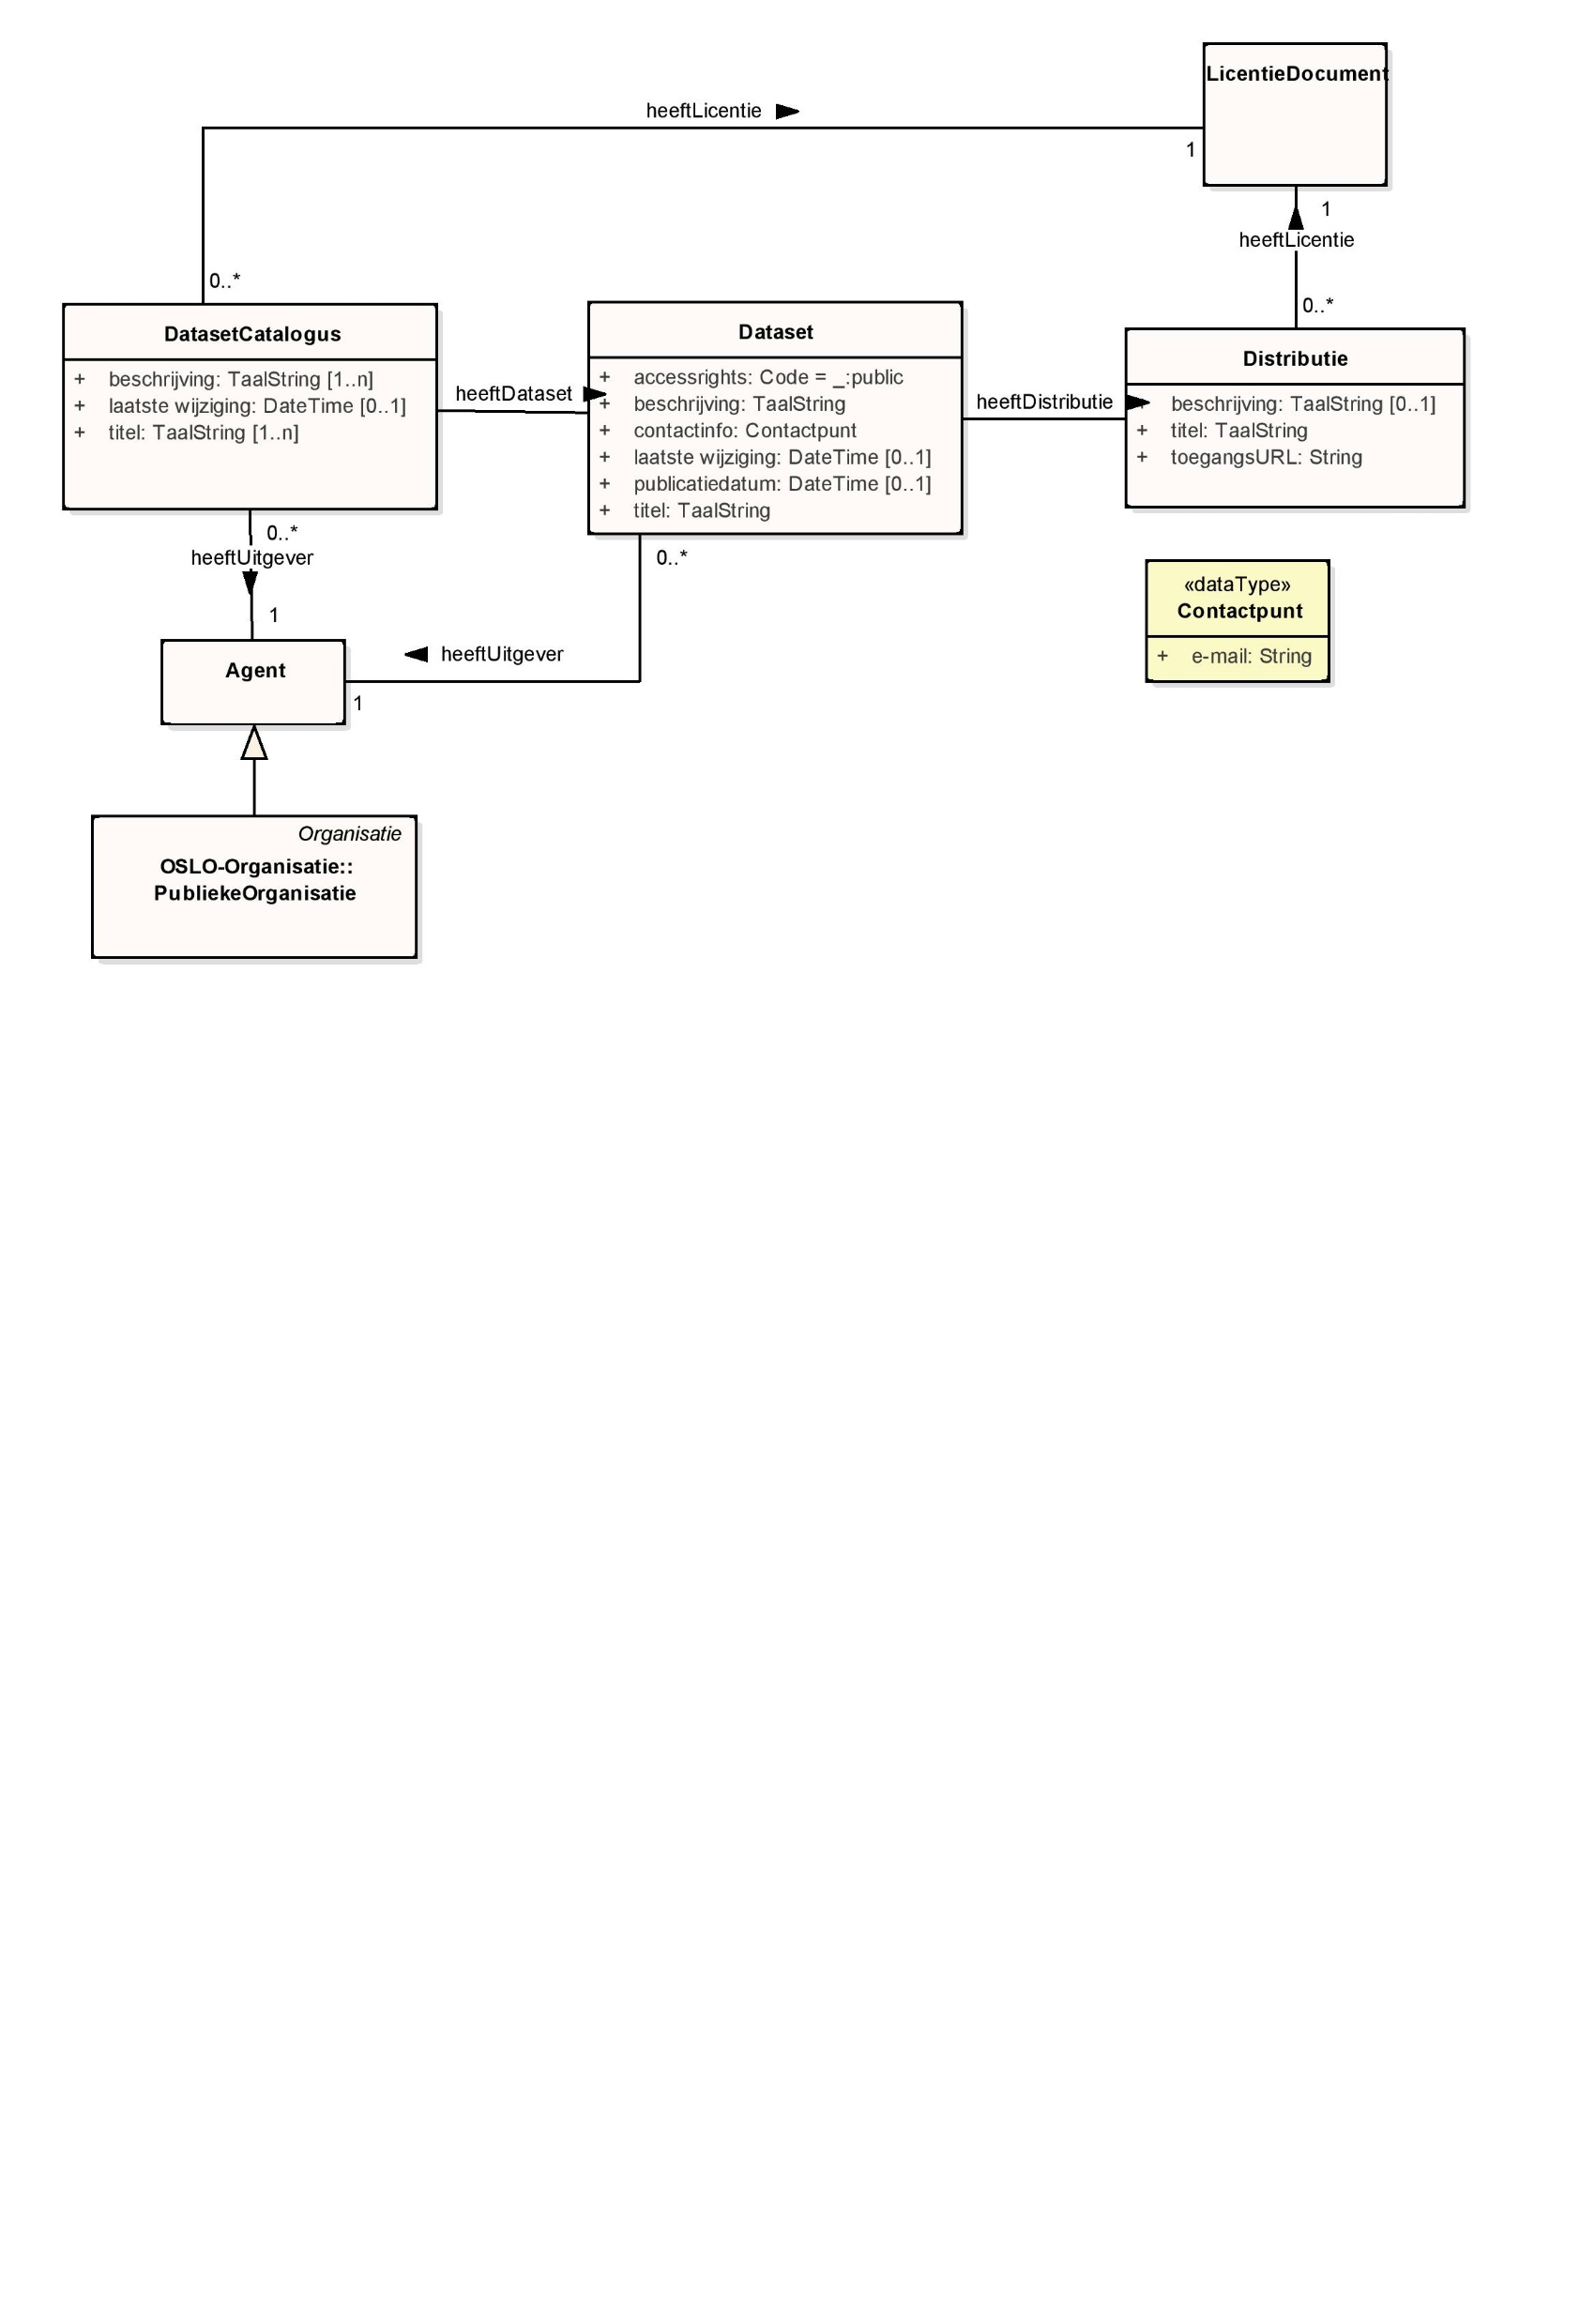 LicentieDocument
heeftLicentie
1
1
heeftLicentie
0..*
0..*
DatasetCatalogus
+ beschrijving: TaalString [1..n]
+ laatste wijziging: DateTime [0..1]
+ titel: TaalString [1..n]
heeftDataset
Dataset
+ accessrights: Code = _:public
+ beschrijving: TaalString
+ contactinfo: Contactpunt
+ laatste wijziging: DateTime [0..1]
+ publicatiedatum: DateTime [0..1]
+ titel: TaalString
heeftDistributie
Distributie
+ beschrijving: TaalString [0..1]
+ titel: TaalString
+ toegangsURL: String
0..*
heeftUitgever
1
0..*
heeftUitgever
1
Agent
«dataType»
Contactpunt
+ e-mail: String
Organisatie
OSLO-Organisatie::
PubliekeOrganisatie